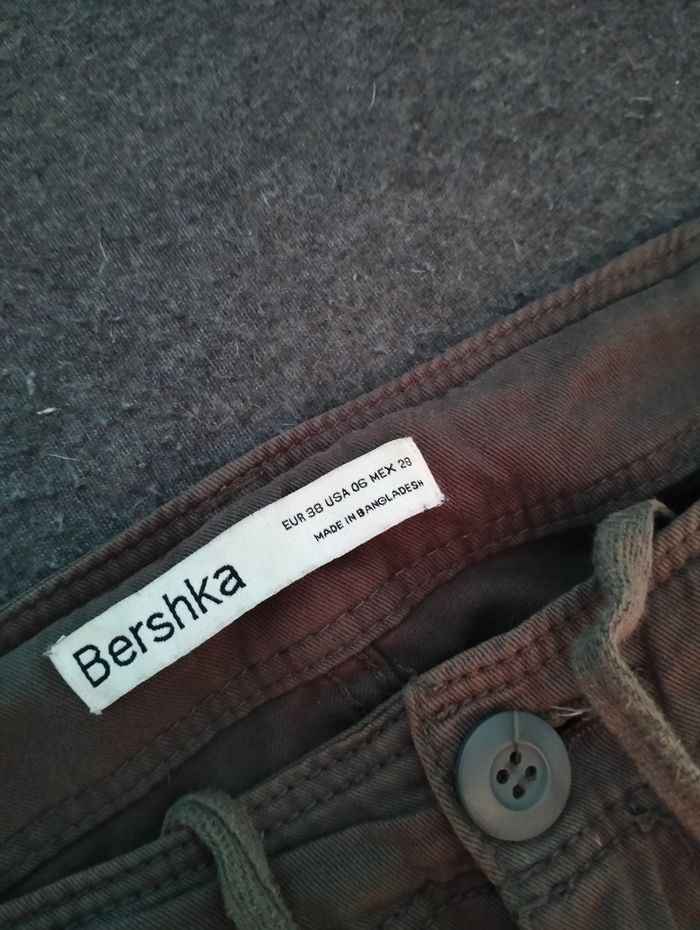 Bershka
EUR 38 USA 06 MEX 28
MADE IN BANGLADESH